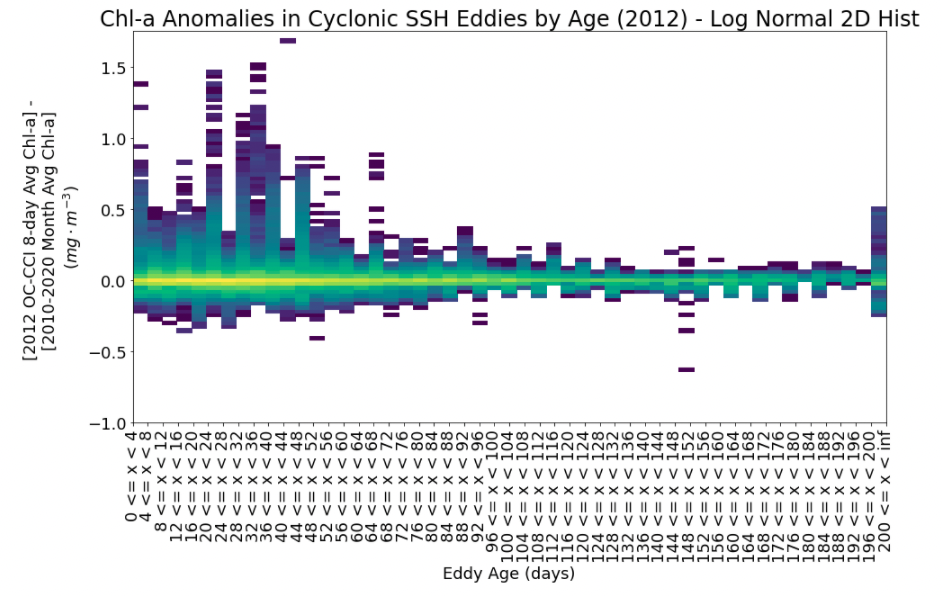 Chl-a Anomalies in Cyclonic SSH Eddies by Age (2012) - Log Normal 2D Hist
[2012 OC-CCI 8-day Avg Chl-a] -
[2010-2020 Month Avg Chl-a]
(mg · m⁻³)
1.5
1.0
0.5
0.0
−0.5
−1.0
0 <= x < 4
4 <= x < 8
8 <= x < 12
12 <= x < 16
16 <= x < 20
20 <= x < 24
24 <= x < 28
28 <= x < 32
32 <= x < 36
36 <= x < 40
40 <= x < 44
44 <= x < 48
48 <= x < 52
52 <= x < 56
56 <= x < 60
60 <= x < 64
64 <= x < 68
68 <= x < 72
72 <= x < 76
76 <= x < 80
80 <= x < 84
84 <= x < 88
88 <= x < 92
92 <= x < 96
96 <= x < 100
100 <= x < 104
104 <= x < 108
108 <= x < 112
112 <= x < 116
116 <= x < 120
120 <= x < 124
124 <= x < 128
128 <= x < 132
132 <= x < 136
136 <= x < 140
140 <= x < 144
144 <= x < 148
148 <= x < 152
152 <= x < 156
156 <= x < 160
160 <= x < 164
164 <= x < 168
168 <= x < 172
172 <= x < 176
176 <= x < 180
180 <= x < 184
184 <= x < 188
188 <= x < 192
192 <= x < 196
196 <= x < 200
200 <= x < inf
Eddy Age (days)